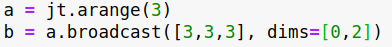 a = jt.arange(3)
b = a.broadcast([3,3,3], dims=[0,2])